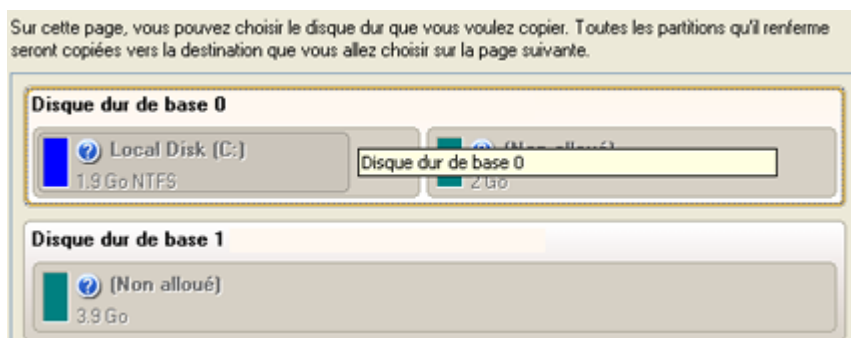 Sur cette page, vous pouvez choisir le disque dur que vous voulez copier. Toutes les partitions qu'il renferme
seront copiées vers la destination que vous allez choisir sur la page suivante.
Disque dur de base 0
Local Disk (C:)
1.9 Go NTFS
(Non alloué)
2 Go
Disque dur de base 0
Disque dur de base 1
(Non alloué)
3.9 Go